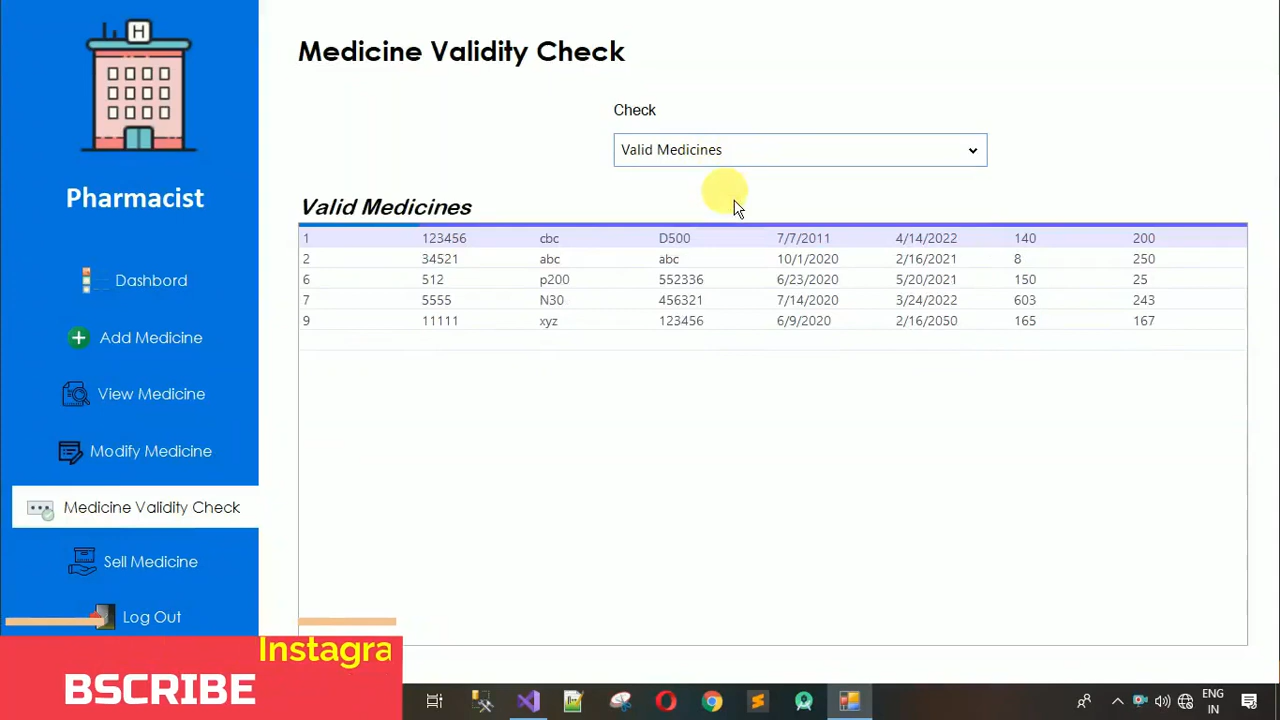 H
Pharmacist
Dashbord
Add Medicine
View Medicine
Modify Medicine
Medicine Validity Check
Sell Medicine
Log Out
Medicine Validity Check
Check
Valid Medicines
Valid Medicines
1 123456 cbc D500 7/7/2011 4/14/2022 140 200
2 34521 abc abc 10/1/2020 2/16/2021 8 250
6 512 p200 552336 6/23/2020 5/20/2021 150 25
7 5555 N30 456321 7/14/2020 3/24/2022 603 243
9 11111 xyz 123456 6/9/2020 2/16/2050 165 167
Instagra
BSCRIBE
ENG
IN